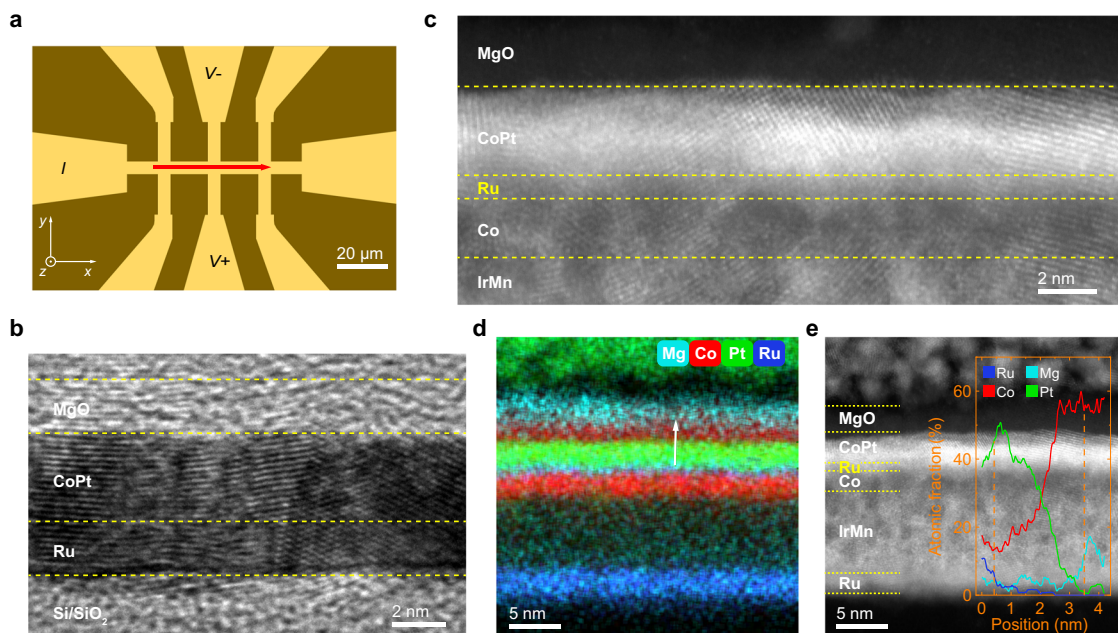 a
V-
I
V+
y
z
x
20 µm
b
MgO
CoPt
Ru
Si/SiO₂
2 nm
c
MgO
CoPt
Ru
Co
IrMn
2 nm
d
Mg Co Pt Ru
5 nm
e
MgO
CoPt
Ru
Co
IrMn
Ru
5 nm
Ru Mg
Co Pt
Atomic fraction (%)
60
40
20
0
0 1 2 3 4
Position (nm)